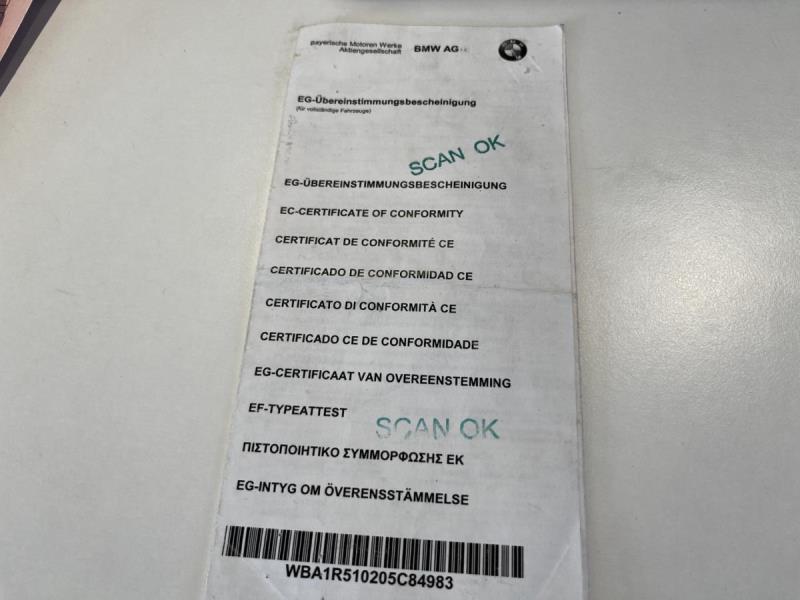 Bayerische Motoren Werke
Aktiengesellschaft
BMW AG
EG-Übereinstimmungsbescheinigung
(für vollständige Fahrzeuge)
SCAN OK
EG-ÜBEREINSTIMMUNGSBESCHEINIGUNG
EC-CERTIFICATE OF CONFORMITY
CERTIFICAT DE CONFORMITÉ CE
CERTIFICADO DE CONFORMIDAD CE
CERTIFICATO DI CONFORMITÀ CE
CERTIFICADO CE DE CONFORMIDADE
EG-CERTIFICAAT VAN OVEREENSTEMMING
EF-TYPEATTEST
SCAN OK
ΠΙΣΤΟΠΟΙΗΤΙΚΟ ΣΥΜΜΟΡΦΩΣΗΣ ΕΚ
EG-INTYG OM ÖVERENSSTÄMMELSE
WBA1R510205C84983